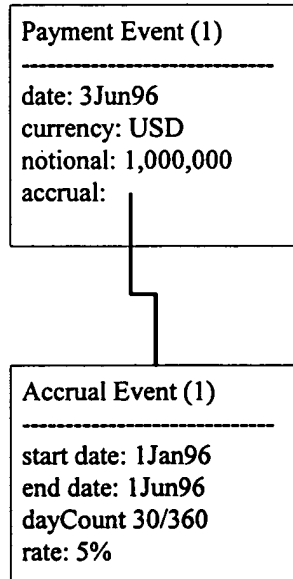 Payment Event (1)
------------------------------
date: 3Jun96
currency: USD
notional: 1,000,000
accrual:
Accrual Event (1)
------------------------------
start date: 1Jan96
end date: 1Jun96
dayCount 30/360
rate: 5%